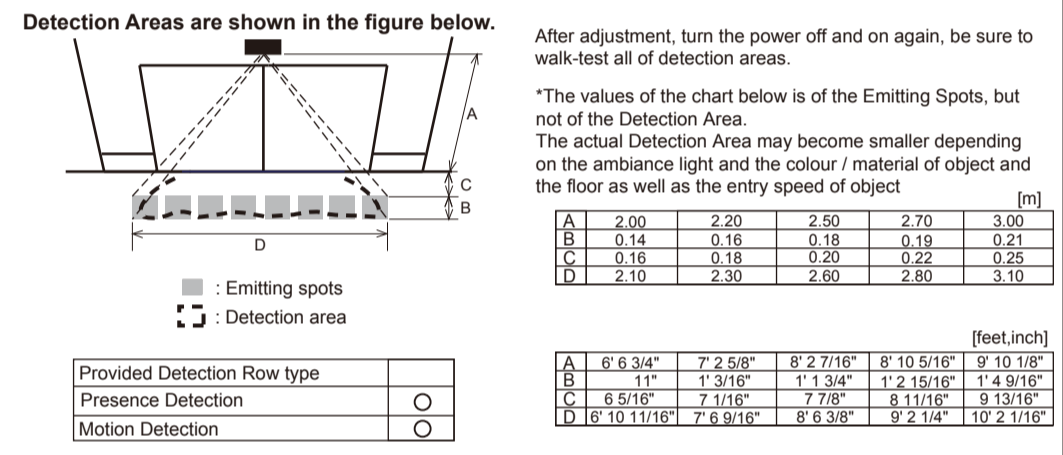 Detection Areas are shown in the figure below.
A
C
B
D
: Emitting spots
: Detection area
Provided Detection Row type
Presence Detection ○
Motion Detection ○
After adjustment, turn the power off and on again, be sure to
walk-test all of detection areas.
*The values of the chart below is of the Emitting Spots, but
not of the Detection Area.
The actual Detection Area may become smaller depending
on the ambiance light and the colour / material of object and
the floor as well as the entry speed of object
[m]
A 2.00 2.20 2.50 2.70 3.00
B 0.14 0.16 0.18 0.19 0.21
C 0.16 0.18 0.20 0.22 0.25
D 2.10 2.30 2.60 2.80 3.10
[feet,inch]
A 6' 6 3/4" 7' 2 5/8" 8' 2 7/16" 8' 10 5/16" 9' 10 1/8"
B 11" 1' 3/16" 1' 1 3/4" 1' 2 15/16" 1' 4 9/16"
C 6 5/16" 7 1/16" 7 7/8" 8 11/16" 9 13/16"
D 6' 10 11/16" 7' 6 9/16" 8' 6 3/8" 9' 2 1/4" 10' 2 1/16"